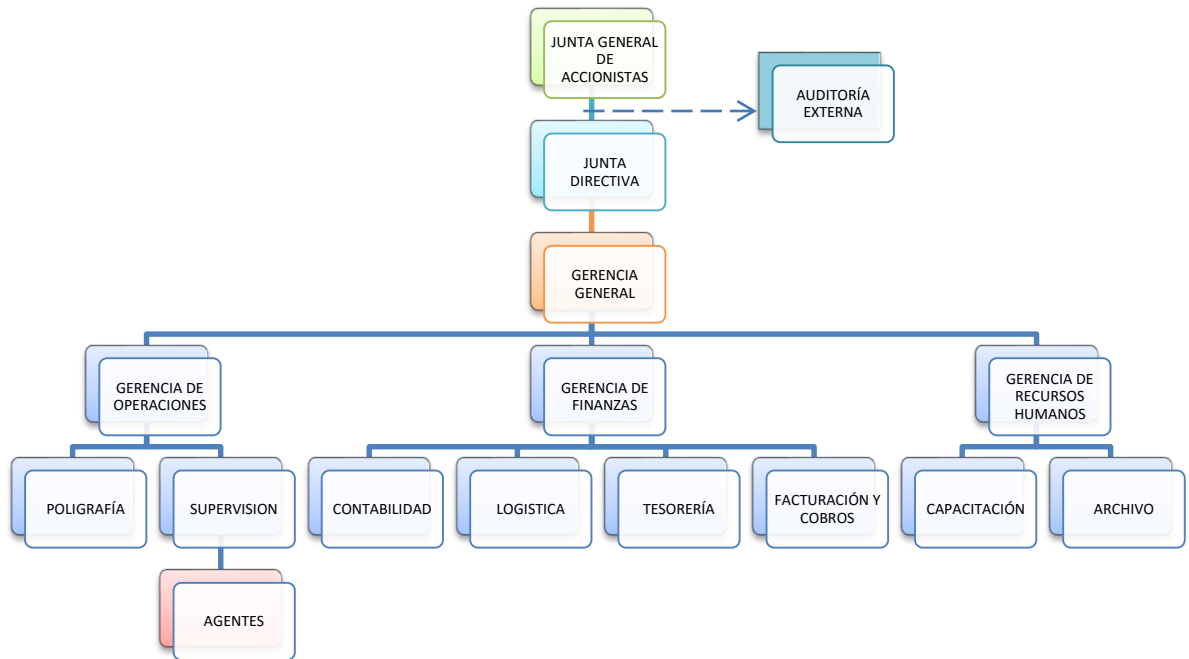 JUNTA GENERAL
DE
ACCIONISTAS
AUDITORÍA
EXTERNA
JUNTA
DIRECTIVA
GERENCIA
GENERAL
GERENCIA DE
OPERACIONES
GERENCIA DE
FINANZAS
GERENCIA DE
RECURSOS
HUMANOS
POLIGRAFÍA
SUPERVISION
CONTABILIDAD
LOGISTICA
TESORERÍA
FACTURACIÓN Y
COBROS
CAPACITACIÓN
ARCHIVO
AGENTES